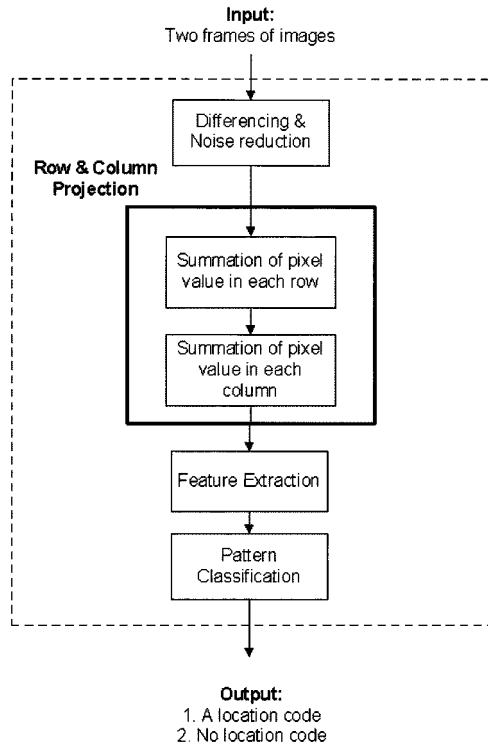 Input:
Two frames of images
Differencing &
Noise reduction
Row & Column
Projection
Summation of pixel
value in each row
Summation of pixel
value in each
column
Feature Extraction
Pattern
Classification
Output:
1. A location code
2. No location code